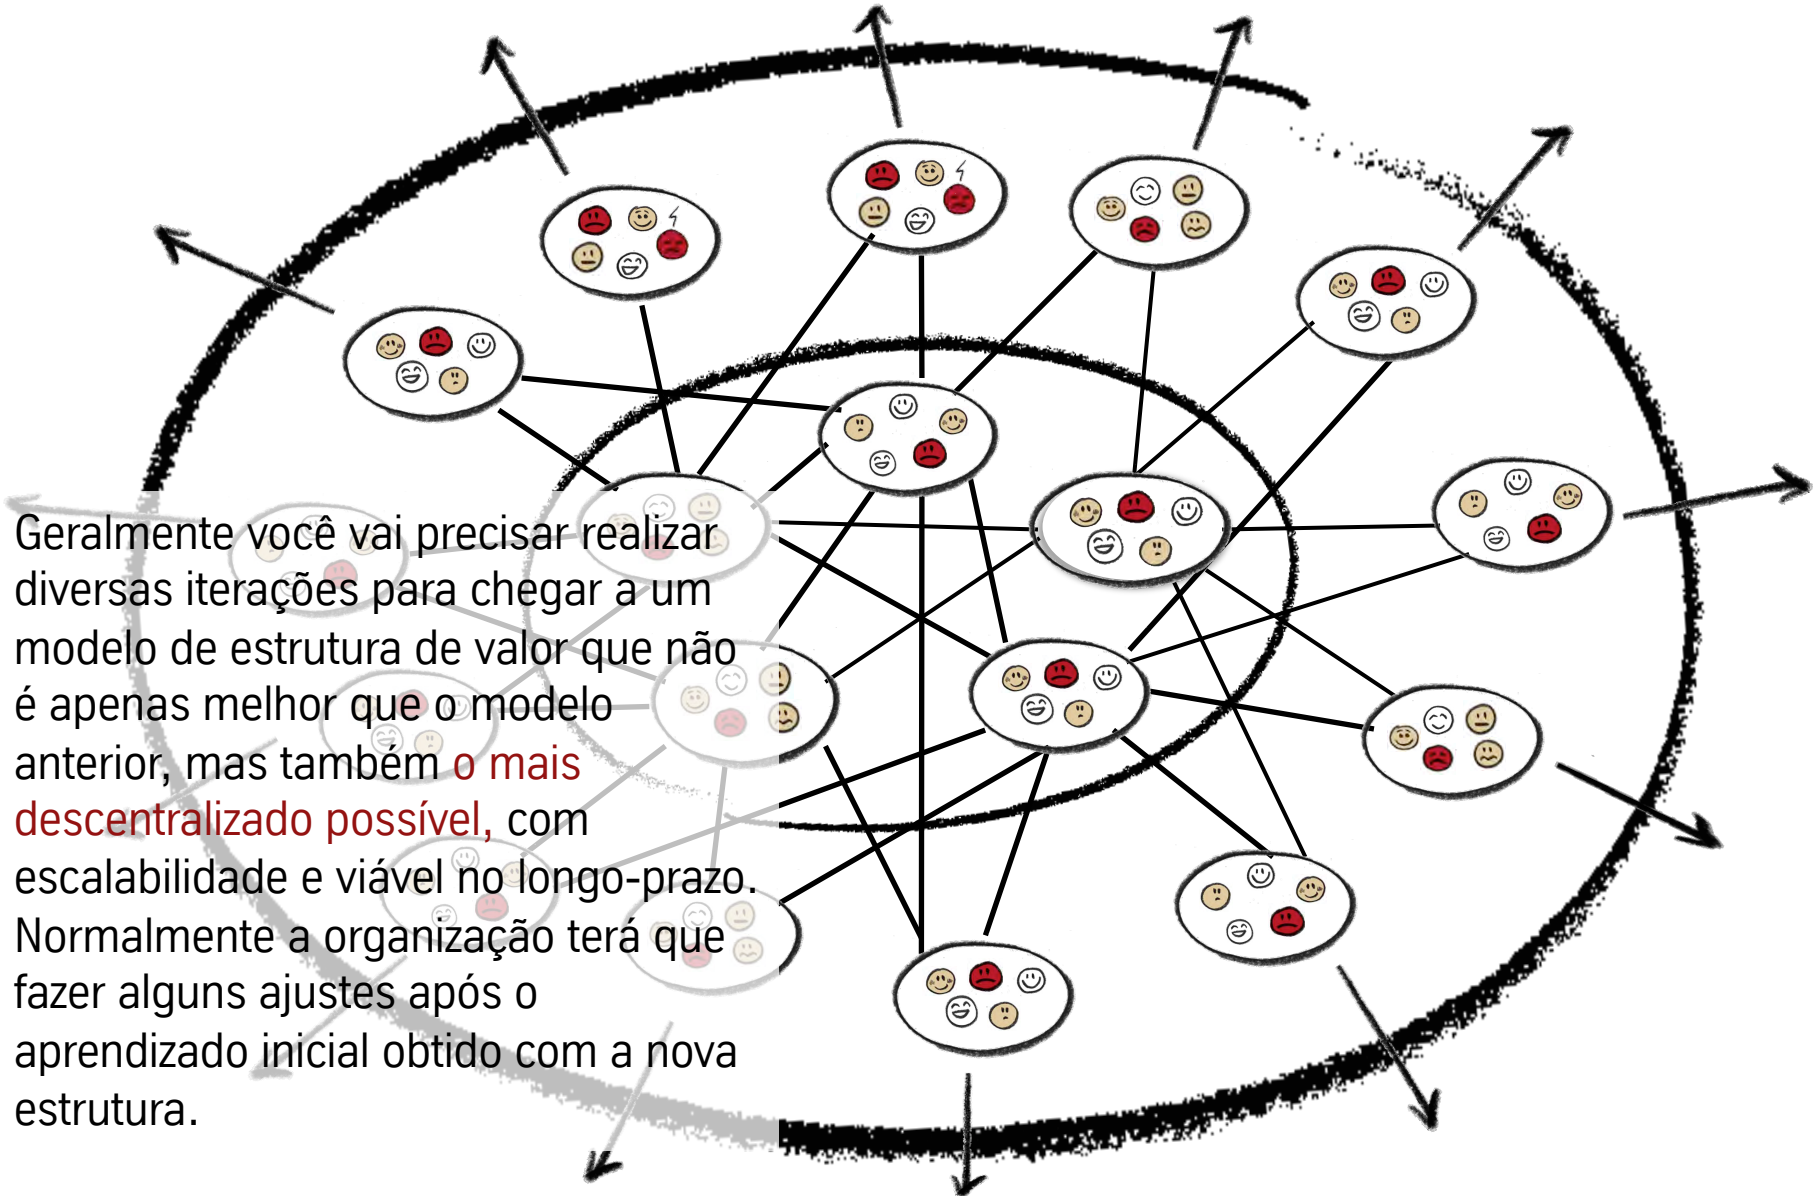 Geralmente você vai precisar realizar
diversas iterações para chegar a um
modelo de estrutura de valor que não
é apenas melhor que o modelo
anterior, mas também o mais
descentralizado possível, com
escalabilidade e viável no longo-prazo.
Normalmente a organização terá que
fazer alguns ajustes após o
aprendizado inicial obtido com a nova
estrutura.